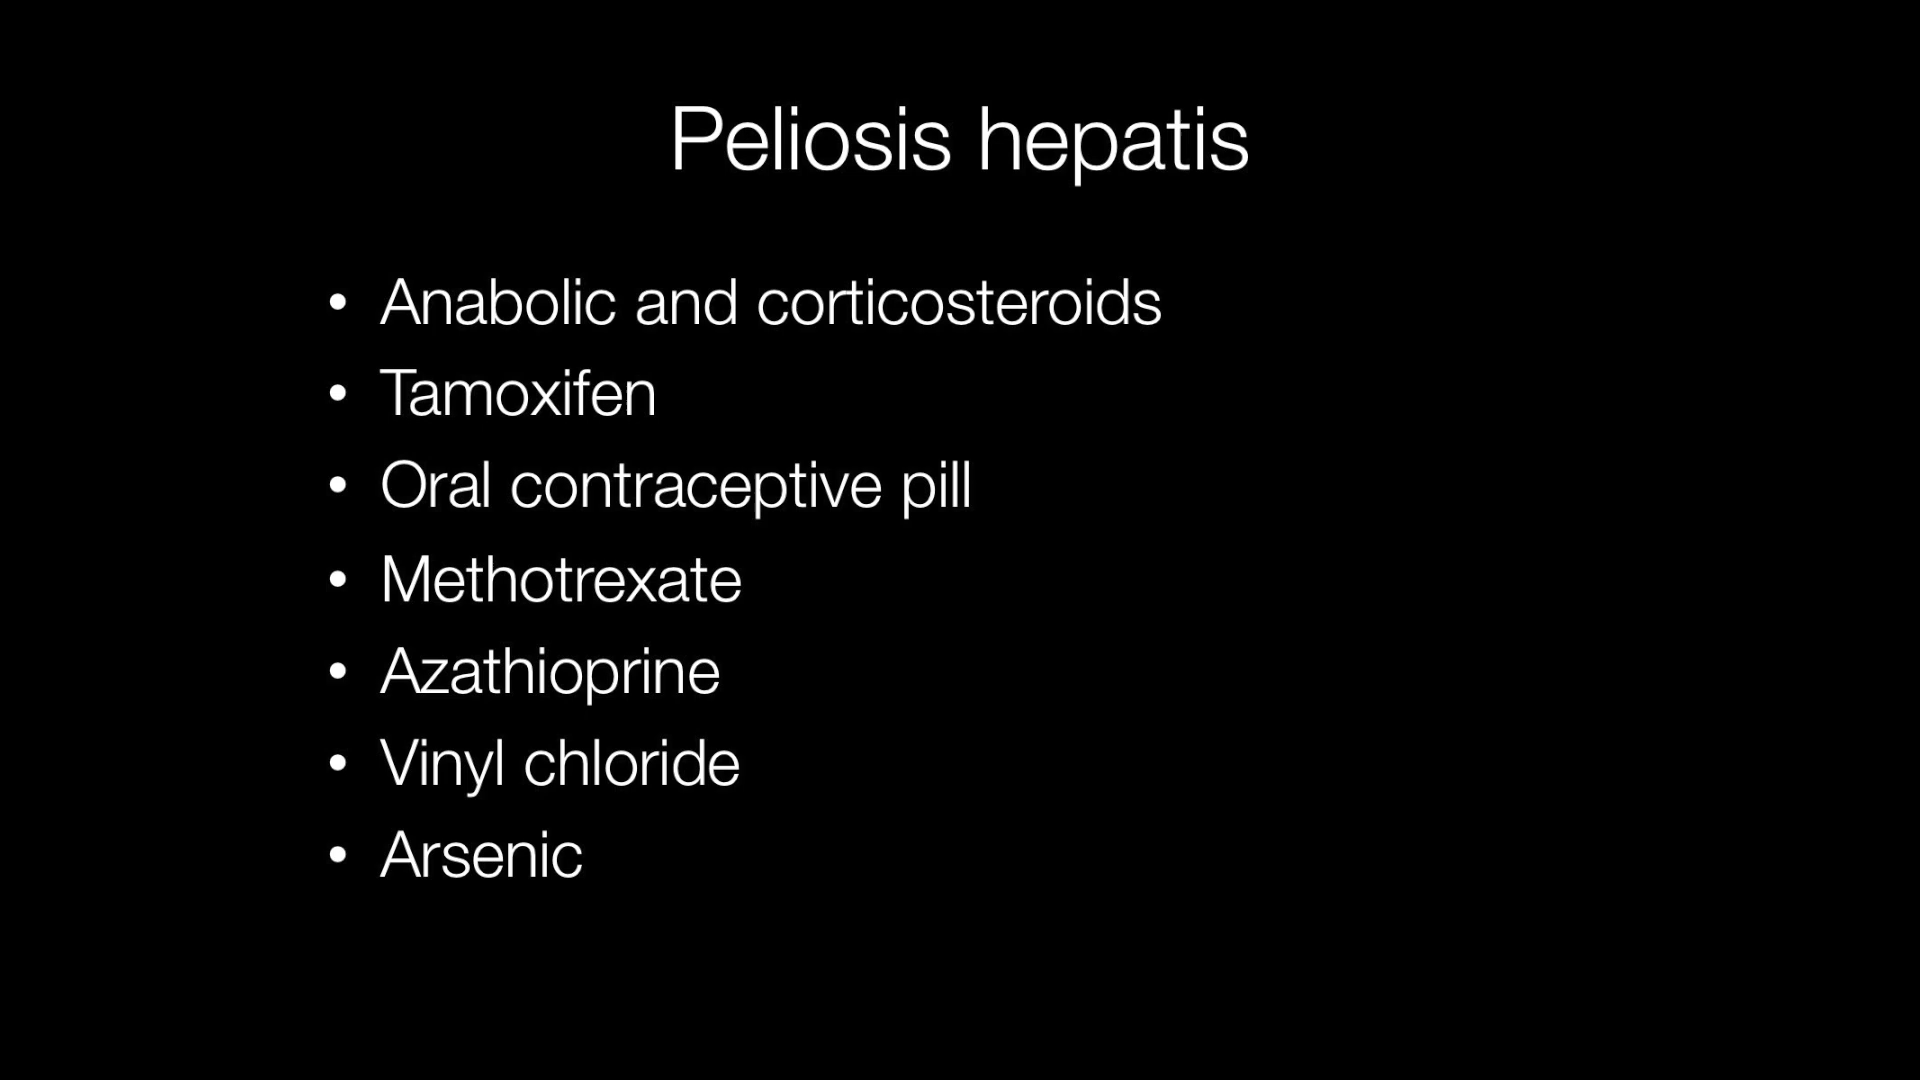 Peliosis hepatis
• Anabolic and corticosteroids
• Tamoxifen
• Oral contraceptive pill
• Methotrexate
• Azathioprine
• Vinyl chloride
• Arsenic